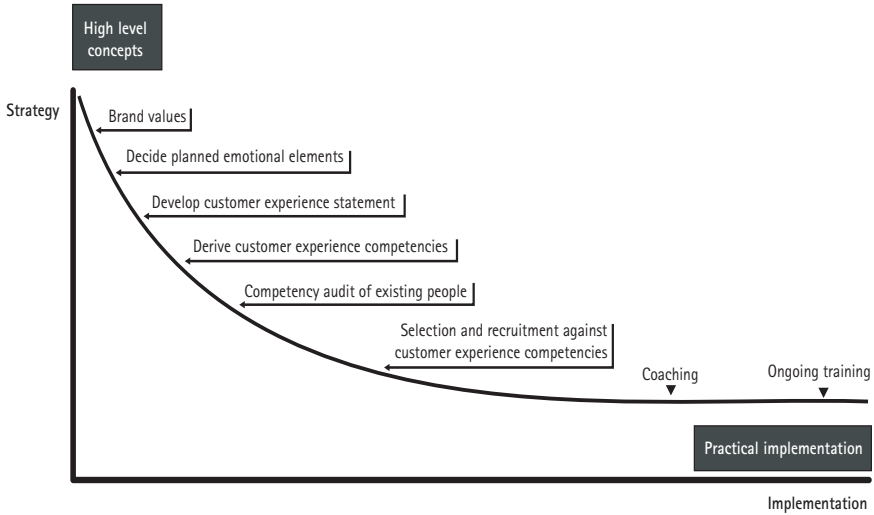 High level
concepts
Strategy
Brand values
Decide planned emotional elements
Develop customer experience statement
Derive customer experience competencies
Competency audit of existing people
Selection and recruitment against
customer experience competencies
Coaching
Ongoing training
Practical implementation
Implementation